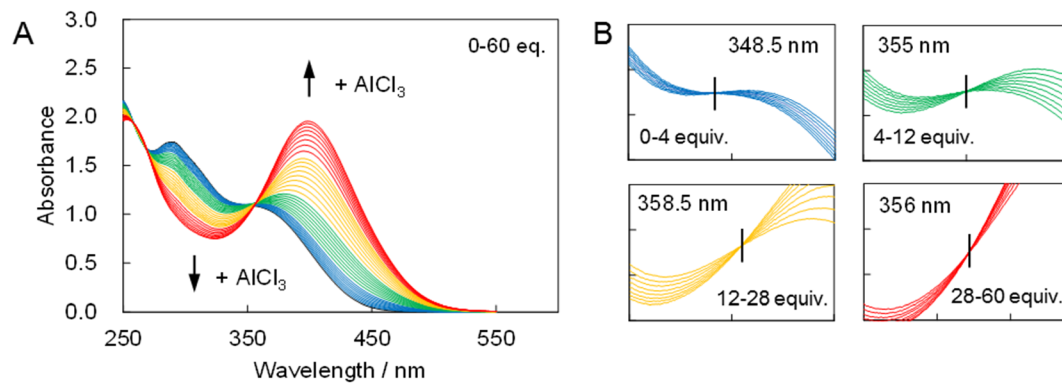 A
3.0
2.5
2.0
1.5
1.0
0.5
0.0
Absorbance
0-60 eq.
+ AlCl₃
+ AlCl₃
250
350
450
550
Wavelength / nm
B
348.5 nm
0-4 equiv.
355 nm
4-12 equiv.
358.5 nm
12-28 equiv.
356 nm
28-60 equiv.